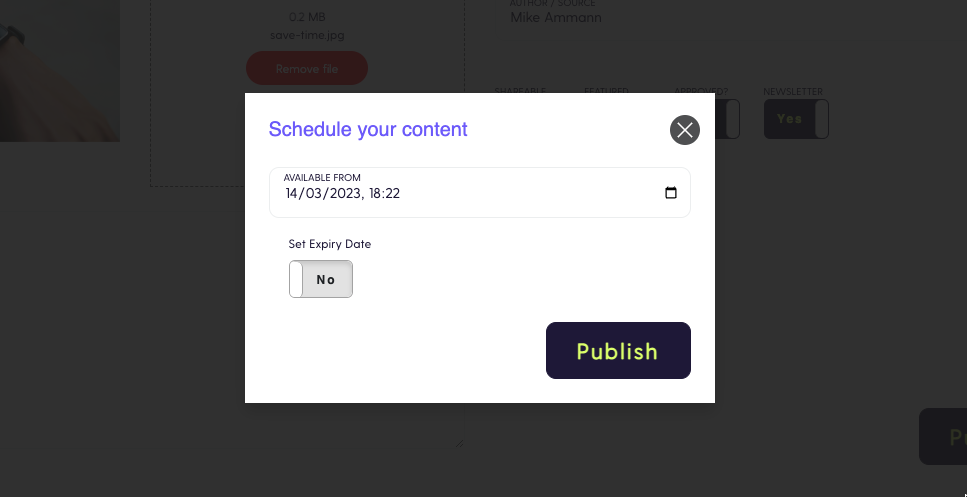 AUTHOR / SOURCE
0.2 MB
Mike Ammann
save-time.jpg
Remove file
SHAREABLE FEATURED APPROVED? NEWSLETTER
Yes
Schedule your content
AVAILABLE FROM
14/03/2023, 18:22
Set Expiry Date
No
Publish